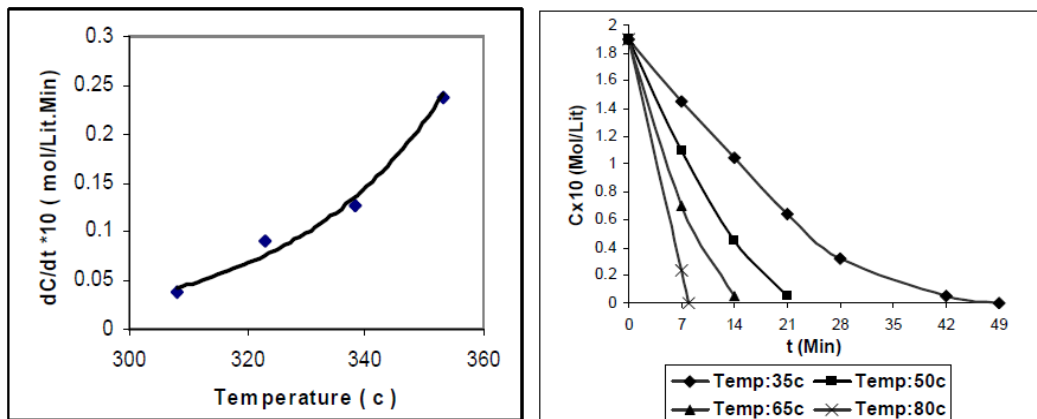 dC/dt *10 ( mol/Lit.Min)
0.3
0.25
0.2
0.15
0.1
0.05
0
300 320 340 360
Temperature ( c )
Cx10 (Mol/Lit)
2
1.8
1.6
1.4
1.2
1
0.8
0.6
0.4
0.2
0
0 7 14 21 28 35 42 49
t (Min)
Temp:35c Temp:50c
Temp:65c Temp:80c